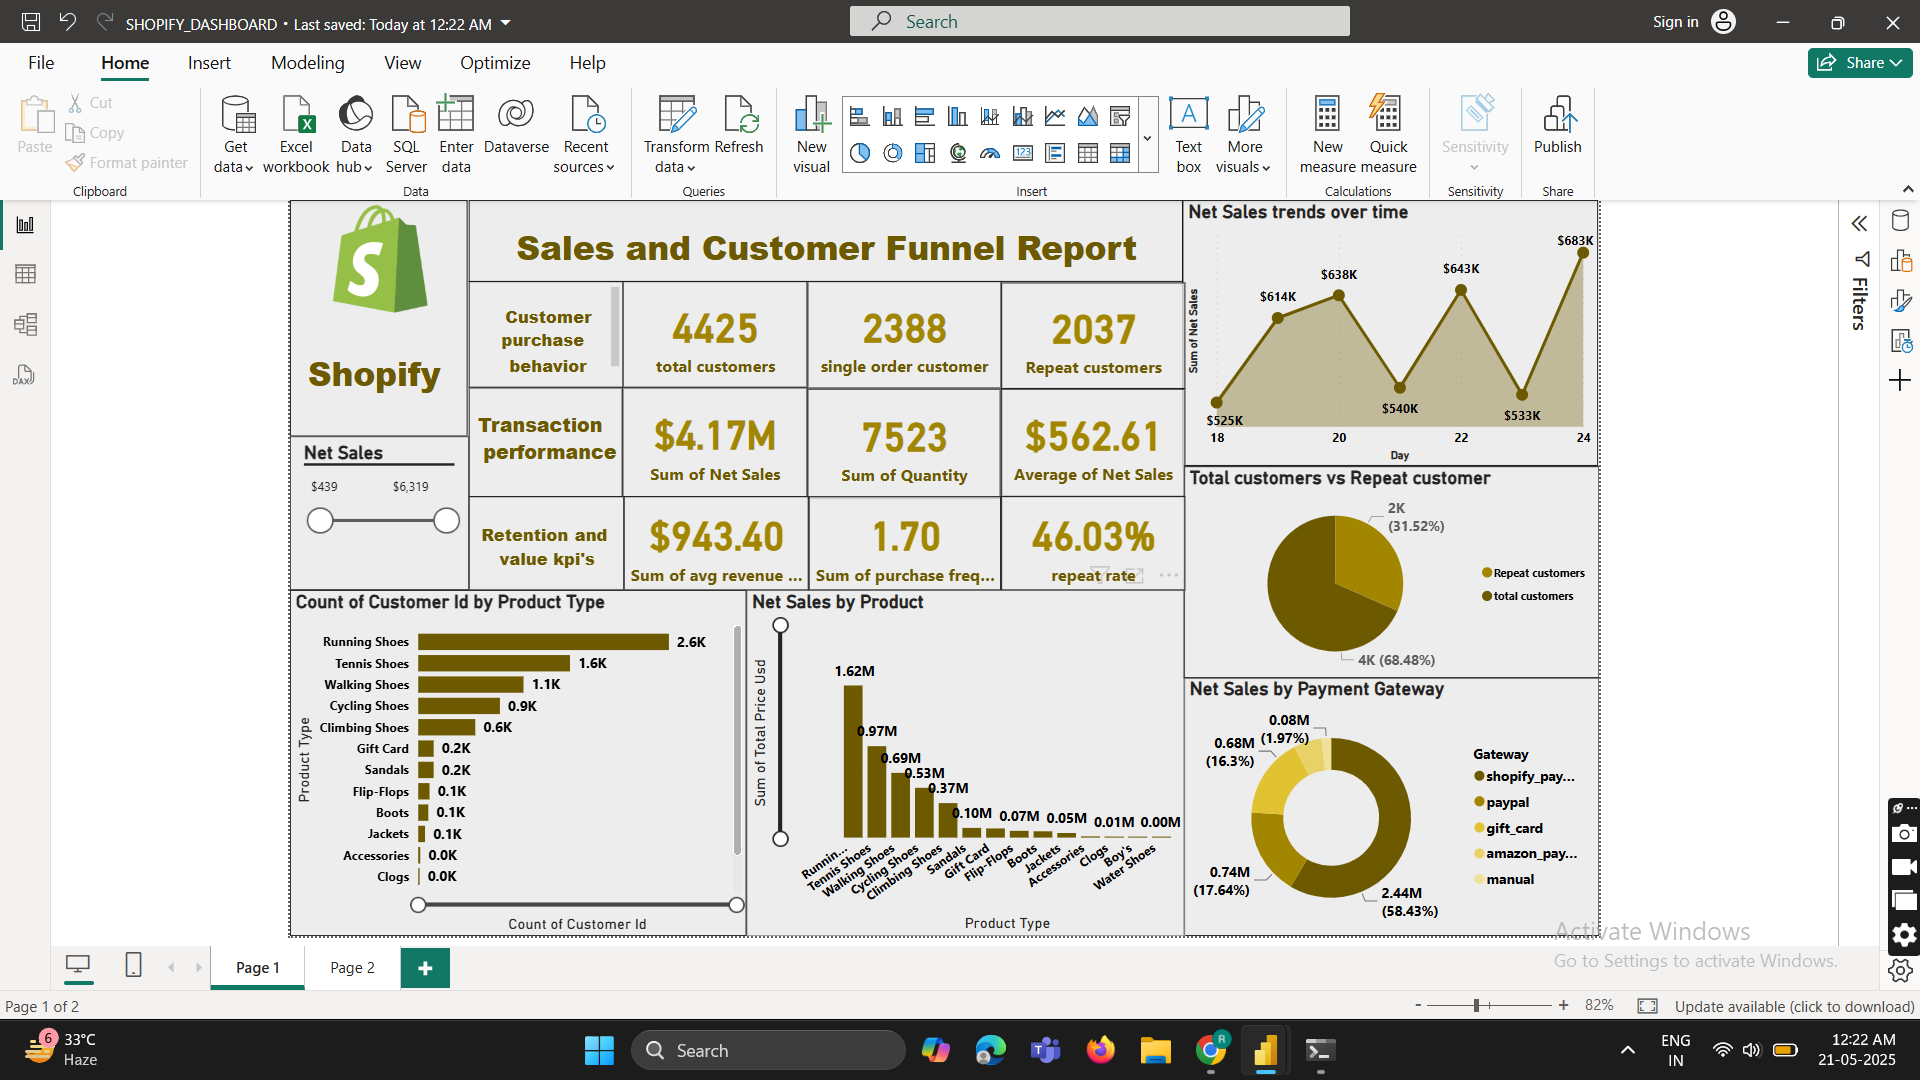 SHOPIFY_DASHBOARD • Last saved: Today at 12:22 AM
Search
Sign in
File
Home
Insert
Modeling
View
Optimize
Help
Share
Paste
Cut
Copy
Format painter
Clipboard
Get data
Excel workbook
Data hub
SQL Server
Enter data
Dataverse
Recent sources
Data
Transform data
Refresh
Queries
New visual
123
A
Text box
More visuals
Insert
New measure
Quick measure
Calculations
Sensitivity
Sensitivity
Publish
Share
DAX
Filters
S
Shopify
Sales and Customer Funnel Report
Customer purchase behavior
4425
total customers
2388
single order customer
2037
Repeat customers
Transaction performance
$4.17M
Sum of Net Sales
7523
Sum of Quantity
$562.61
Average of Net Sales
Retention and value kpi's
$943.40
Sum of avg revenue ...
1.70
Sum of purchase freq...
46.03%
repeat rate
Net Sales
$439
$6,319
Net Sales trends over time
Sum of Net Sales
$525K
$614K
$638K
$540K
$643K
$533K
$683K
18
20
22
24
Day
Total customers vs Repeat customer
2K
(31.52%)
4K (68.48%)
Repeat customers
total customers
Count of Customer Id by Product Type
Product Type
Running Shoes 2.6K
Tennis Shoes 1.6K
Walking Shoes 1.1K
Cycling Shoes 0.9K
Climbing Shoes 0.6K
Gift Card 0.2K
Sandals 0.2K
Flip-Flops 0.1K
Boots 0.1K
Jackets 0.1K
Accessories 0.0K
Clogs 0.0K
Count of Customer Id
Net Sales by Product
Sum of Total Price Usd
1.62M
0.97M
0.69M
0.53M
0.37M
0.10M
0.07M
0.05M
0.01M
0.00M
Runnin...
Tennis Shoes
Walking Shoes
Cycling Shoes
Climbing Shoes
Sandals
Gift Card
Flip-Flops
Boots
Jackets
Accessories
Clogs
Boy's
Water Shoes
Product Type
Net Sales by Payment Gateway
0.08M
(1.97%)
0.68M
(16.3%)
0.74M
(17.64%)
2.44M
(58.43%)
Gateway
shopify_pay...
paypal
gift_card
amazon_pay...
manual
Activate Windows
Go to Settings to activate Windows.
Page 1
Page 2
+
Page 1 of 2
- + 82%
Update available (click to download)
6
33°C
Haze
Search
R
ENG
IN
12:22 AM
21-05-2025